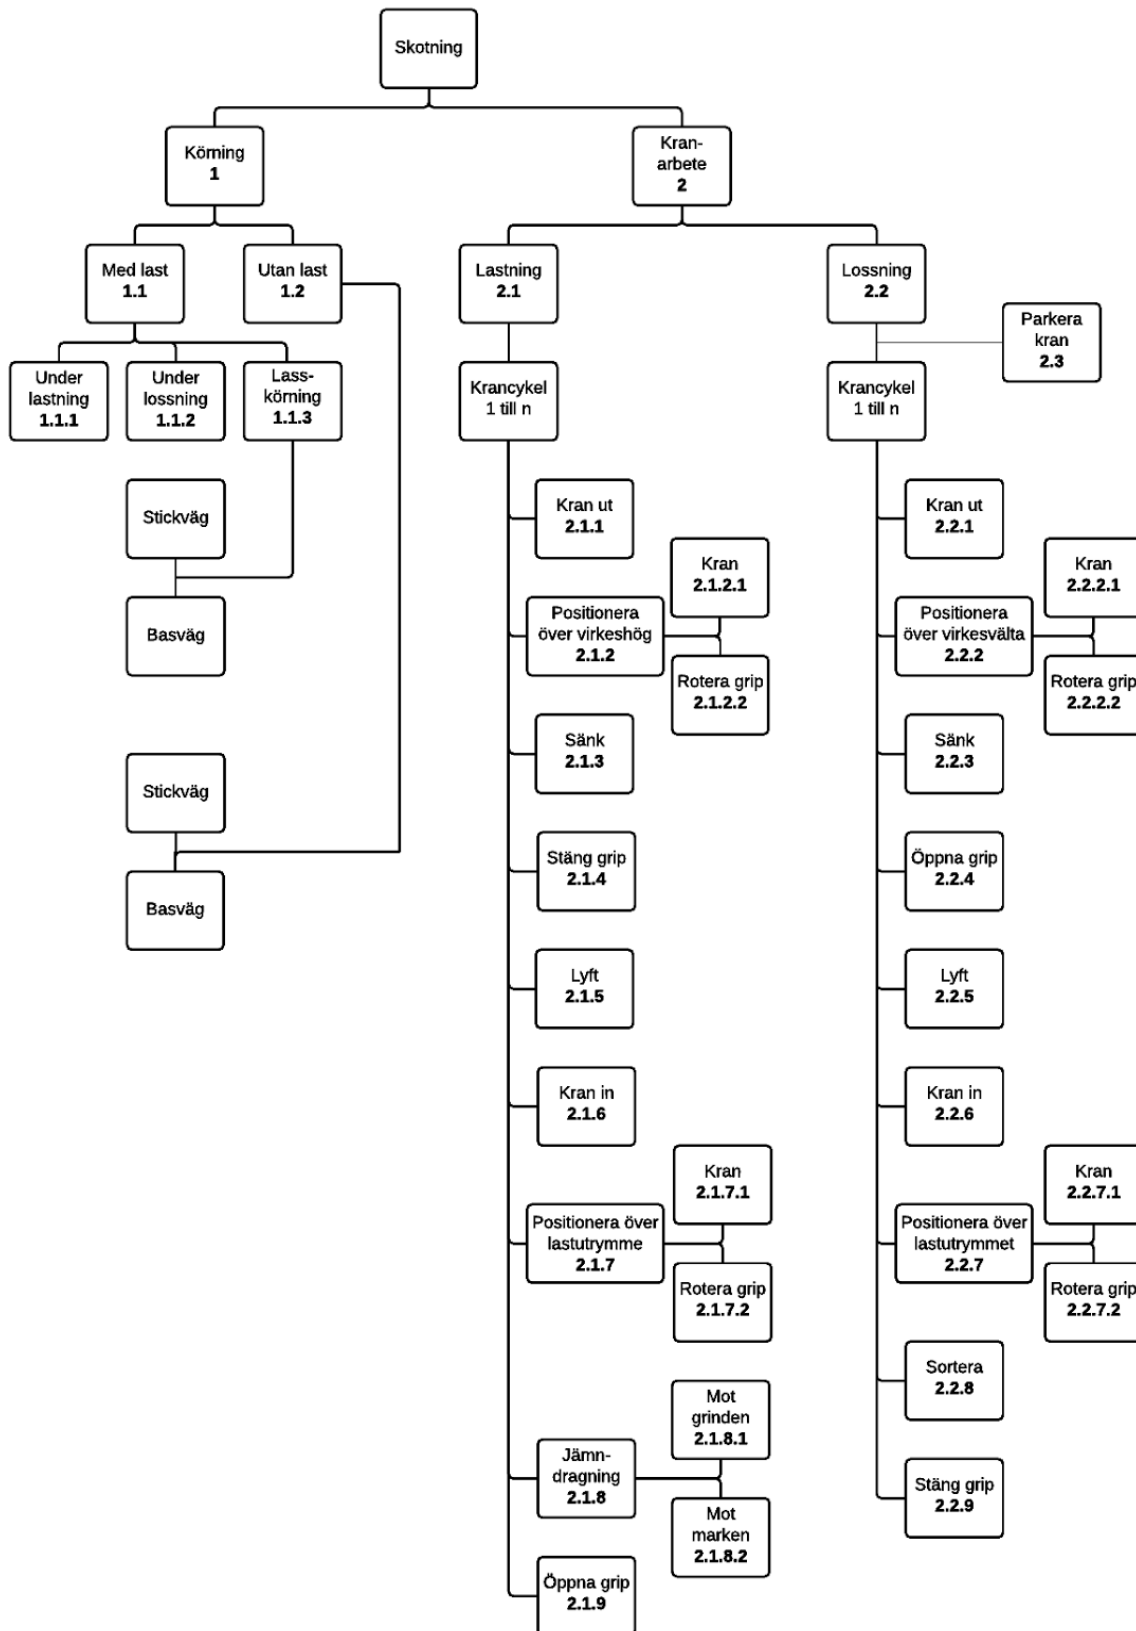 Skotning
Körning
1
Kran-
arbete
2
Med last
1.1
Utan last
1.2
Lastning
2.1
Lossning
2.2
Parkera
kran
2.3
Under
lastning
1.1.1
Under
lossning
1.1.2
Lass-
körning
1.1.3
Krancykel
1 till n
Krancykel
1 till n
Stickväg
Basväg
Stickväg
Basväg
Kran ut
2.1.1
Kran
2.1.2.1
Positionera
över virkeshög
2.1.2
Rotera grip
2.1.2.2
Sänk
2.1.3
Stäng grip
2.1.4
Lyft
2.1.5
Kran in
2.1.6
Kran
2.1.7.1
Positionera över
lastutrymme
2.1.7
Rotera grip
2.1.7.2
Mot
grinden
2.1.8.1
Jämn-
dragning
2.1.8
Mot
marken
2.1.8.2
Öppna grip
2.1.9
Kran ut
2.2.1
Kran
2.2.2.1
Positionera
över virkesvälta
2.2.2
Rotera grip
2.2.2.2
Sänk
2.2.3
Öppna grip
2.2.4
Lyft
2.2.5
Kran in
2.2.6
Kran
2.2.7.1
Positionera över
lastutrymmet
2.2.7
Rotera grip
2.2.7.2
Sortera
2.2.8
Stäng grip
2.2.9